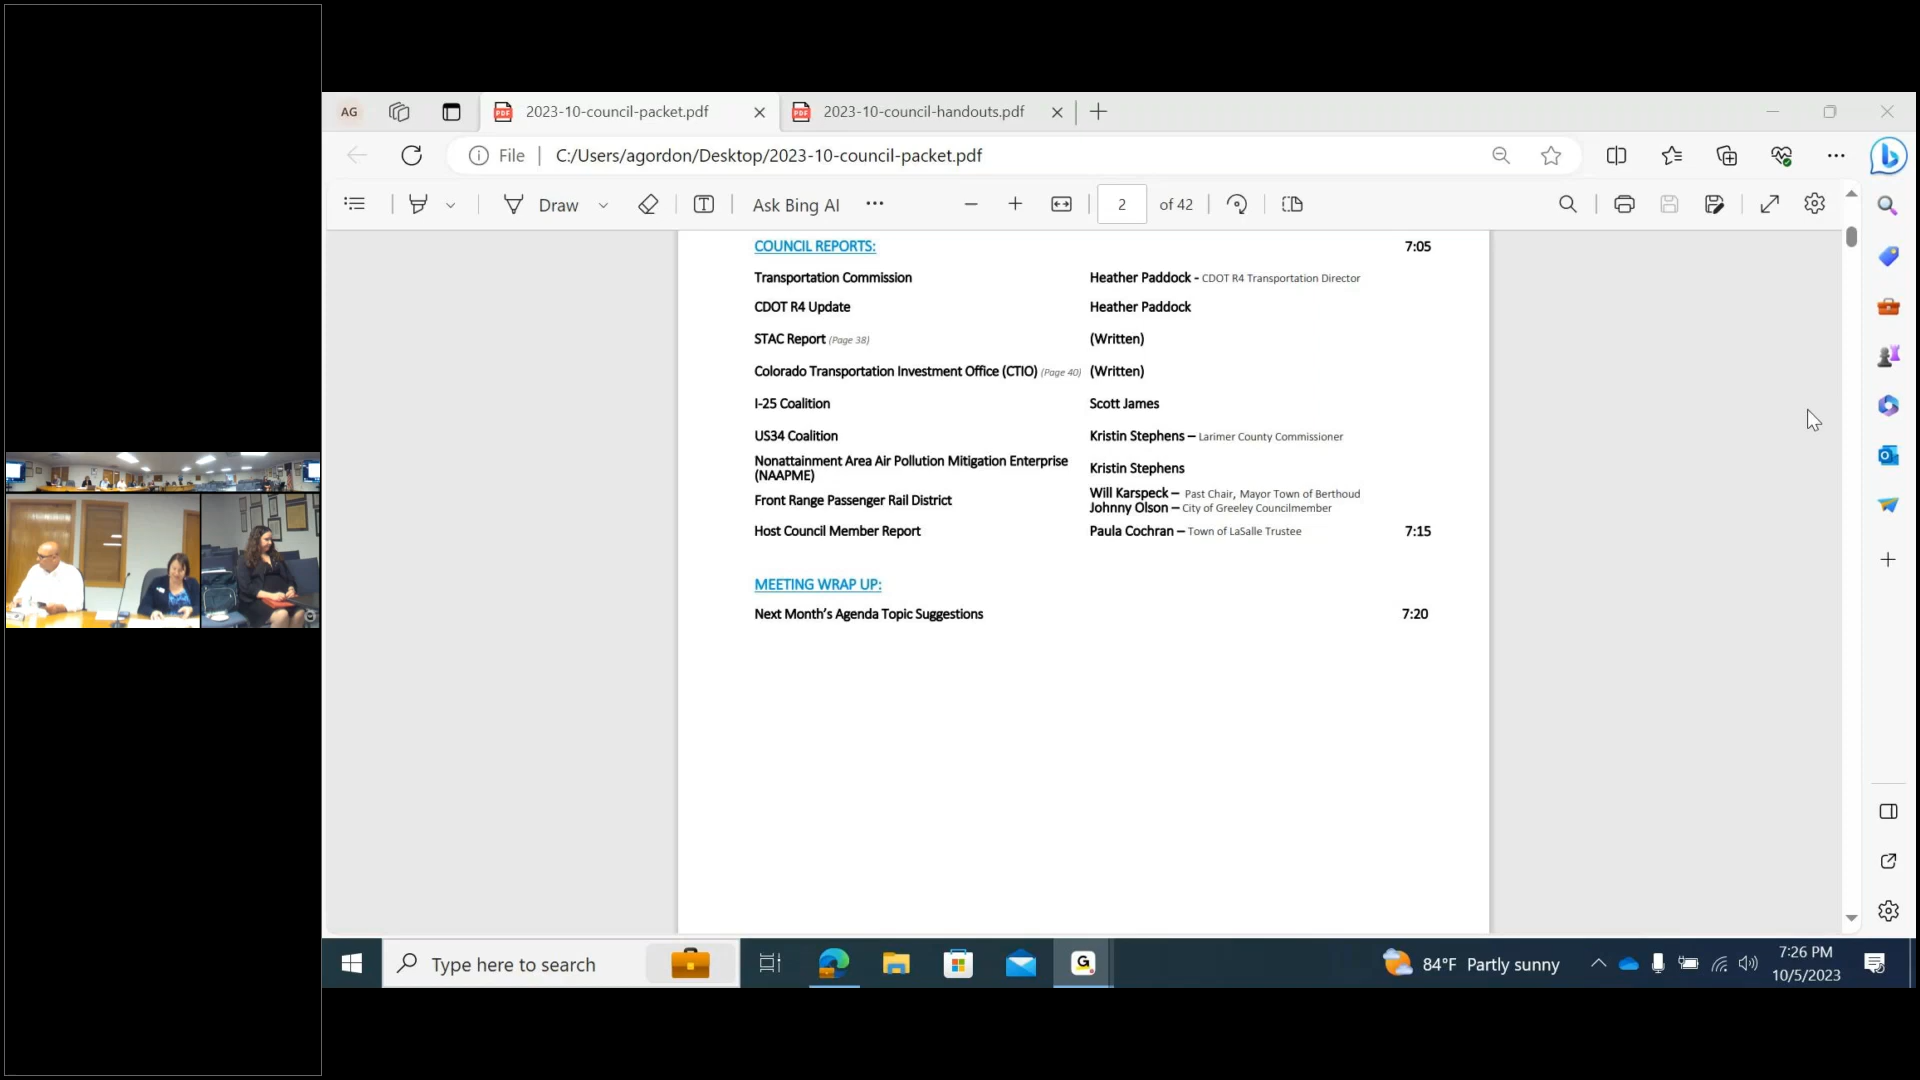 AG
2023-10-council-packet.pdf
2023-10-council-handouts.pdf
File
C:/Users/agordon/Desktop/2023-10-council-packet.pdf
Draw
Ask Bing AI
2 of 42
COUNCIL REPORTS: 7:05
Transportation Commission Heather Paddock - CDOT R4 Transportation Director
CDOT R4 Update Heather Paddock
STAC Report (Page 38) (Written)
Colorado Transportation Investment Office (CTIO) (Page 40) (Written)
I-25 Coalition Scott James
US34 Coalition Kristin Stephens – Larimer County Commissioner
Nonattainment Area Air Pollution Mitigation Enterprise
(NAAPME) Kristin Stephens
Front Range Passenger Rail District Will Karspeck – Past Chair, Mayor Town of Berthoud
Johnny Olson – City of Greeley Councilmember
Host Council Member Report Paula Cochran – Town of LaSalle Trustee 7:15
MEETING WRAP UP:
Next Month's Agenda Topic Suggestions 7:20
Type here to search
84°F Partly sunny
7:26 PM
10/5/2023